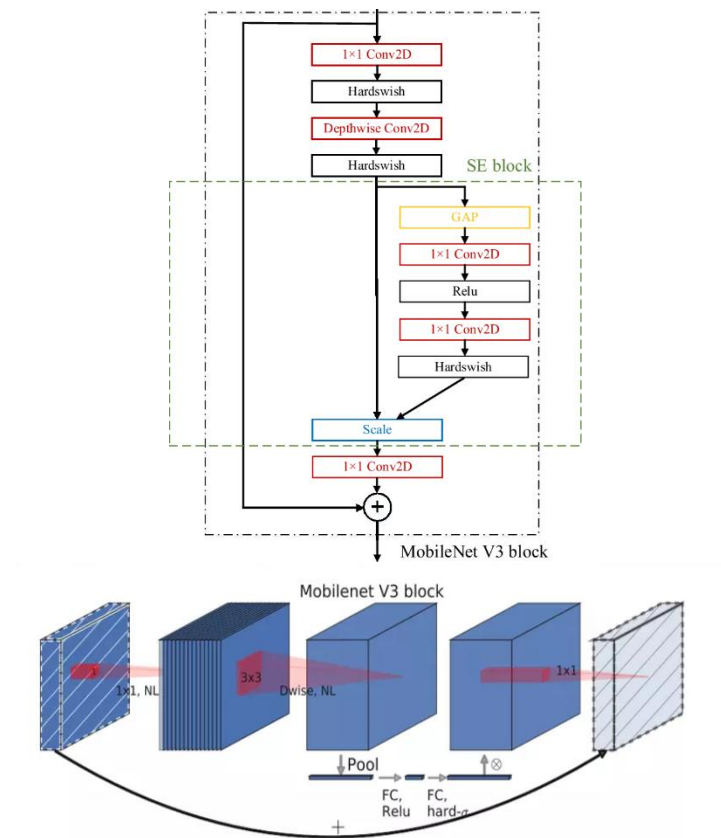 1×1 Conv2D
Hardswish
Depthwise Conv2D
Hardswish
SE block
GAP
1×1 Conv2D
Relu
1×1 Conv2D
Hardswish
Scale
1×1 Conv2D
+
MobileNet V3 block
Mobilenet V3 block
1x1, NL
3x3
Dwise, NL
1x1
Pool
⊗
FC,
Relu
FC,
hard-σ
+